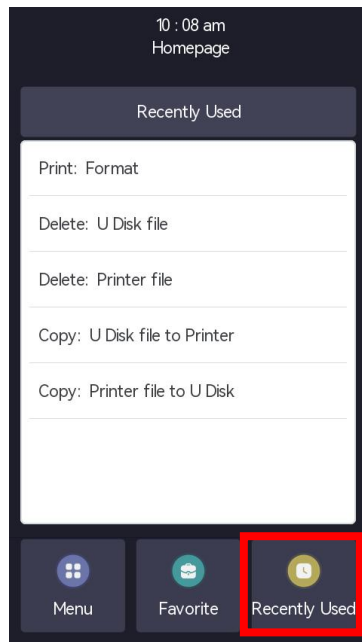 10 : 08 am
Homepage
Recently Used
Print: Format
Delete: U Disk file
Delete: Printer file
Copy: U Disk file to Printer
Copy: Printer file to U Disk
Menu
Favorite
Recently Used